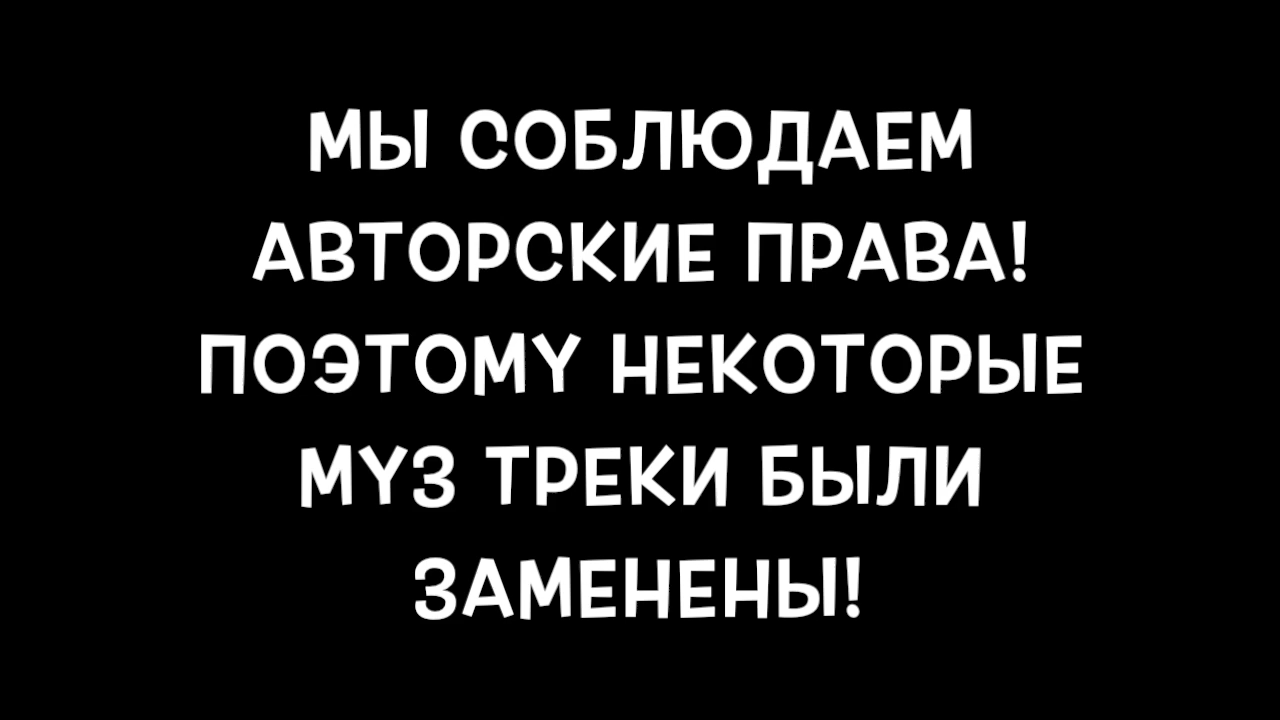 МЫ СОБЛЮДАЕМ
АВТОРСКИЕ ПРАВА!
ПОЭТОМУ НЕКОТОРЫЕ
МУЗ ТРЕКИ БЫЛИ
ЗАМЕНЕНЫ!